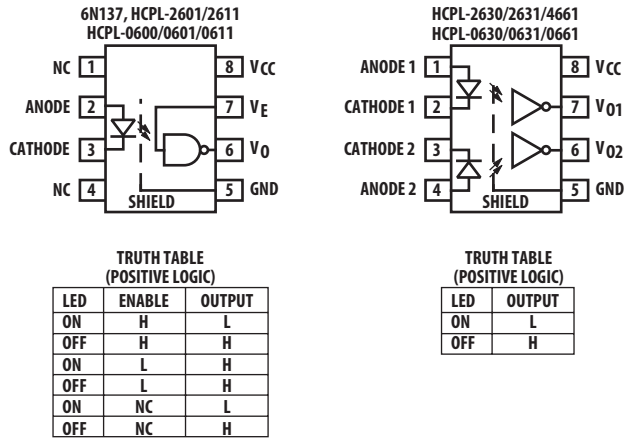 6N137, HCPL-2601/2611
HCPL-0600/0601/0611
NC 1
ANODE 2
CATHODE 3
NC 4
8 VCC
7 VE
6 VO
5 GND
SHIELD
TRUTH TABLE
(POSITIVE LOGIC)
LED ENABLE OUTPUT
ON H L
OFF H H
ON L H
OFF L H
ON NC L
OFF NC H
HCPL-2630/2631/4661
HCPL-0630/0631/0661
ANODE 1 1
CATHODE 1 2
CATHODE 2 3
ANODE 2 4
8 VCC
7 VO1
6 VO2
5 GND
SHIELD
TRUTH TABLE
(POSITIVE LOGIC)
LED OUTPUT
ON L
OFF H